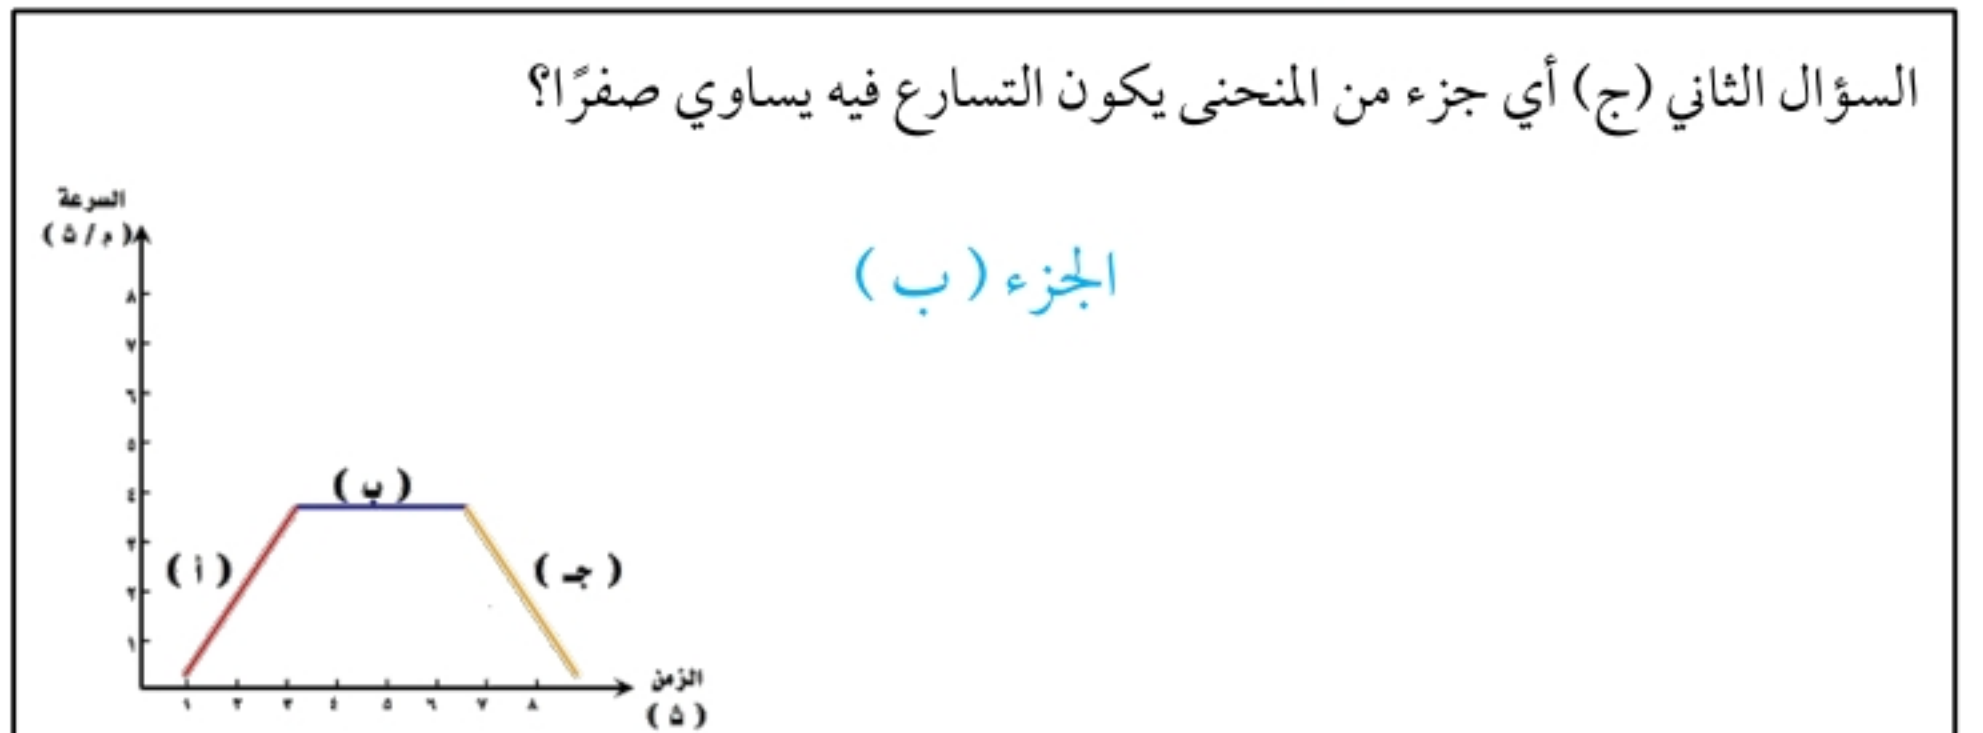 السؤال الثاني (ج) أي جزء من المنحنى يكون التسارع فيه يساوي صفرًا؟
الجزء ( ب )
السرعة
( م / ث )
٨
٧
٦
٥
٤
٣
٢
١
( أ )
( ب )
( جـ )
١ ٢ ٣ ٤ ٥ ٦ ٧ ٨
الزمن
( ث )